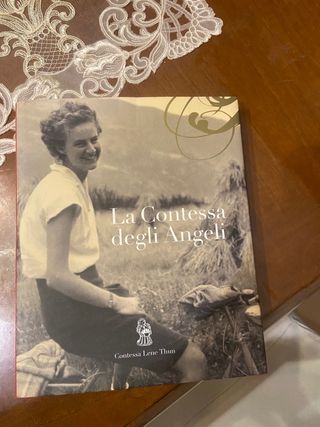 La Contessa
degli Angeli
Contessa Lene Thun